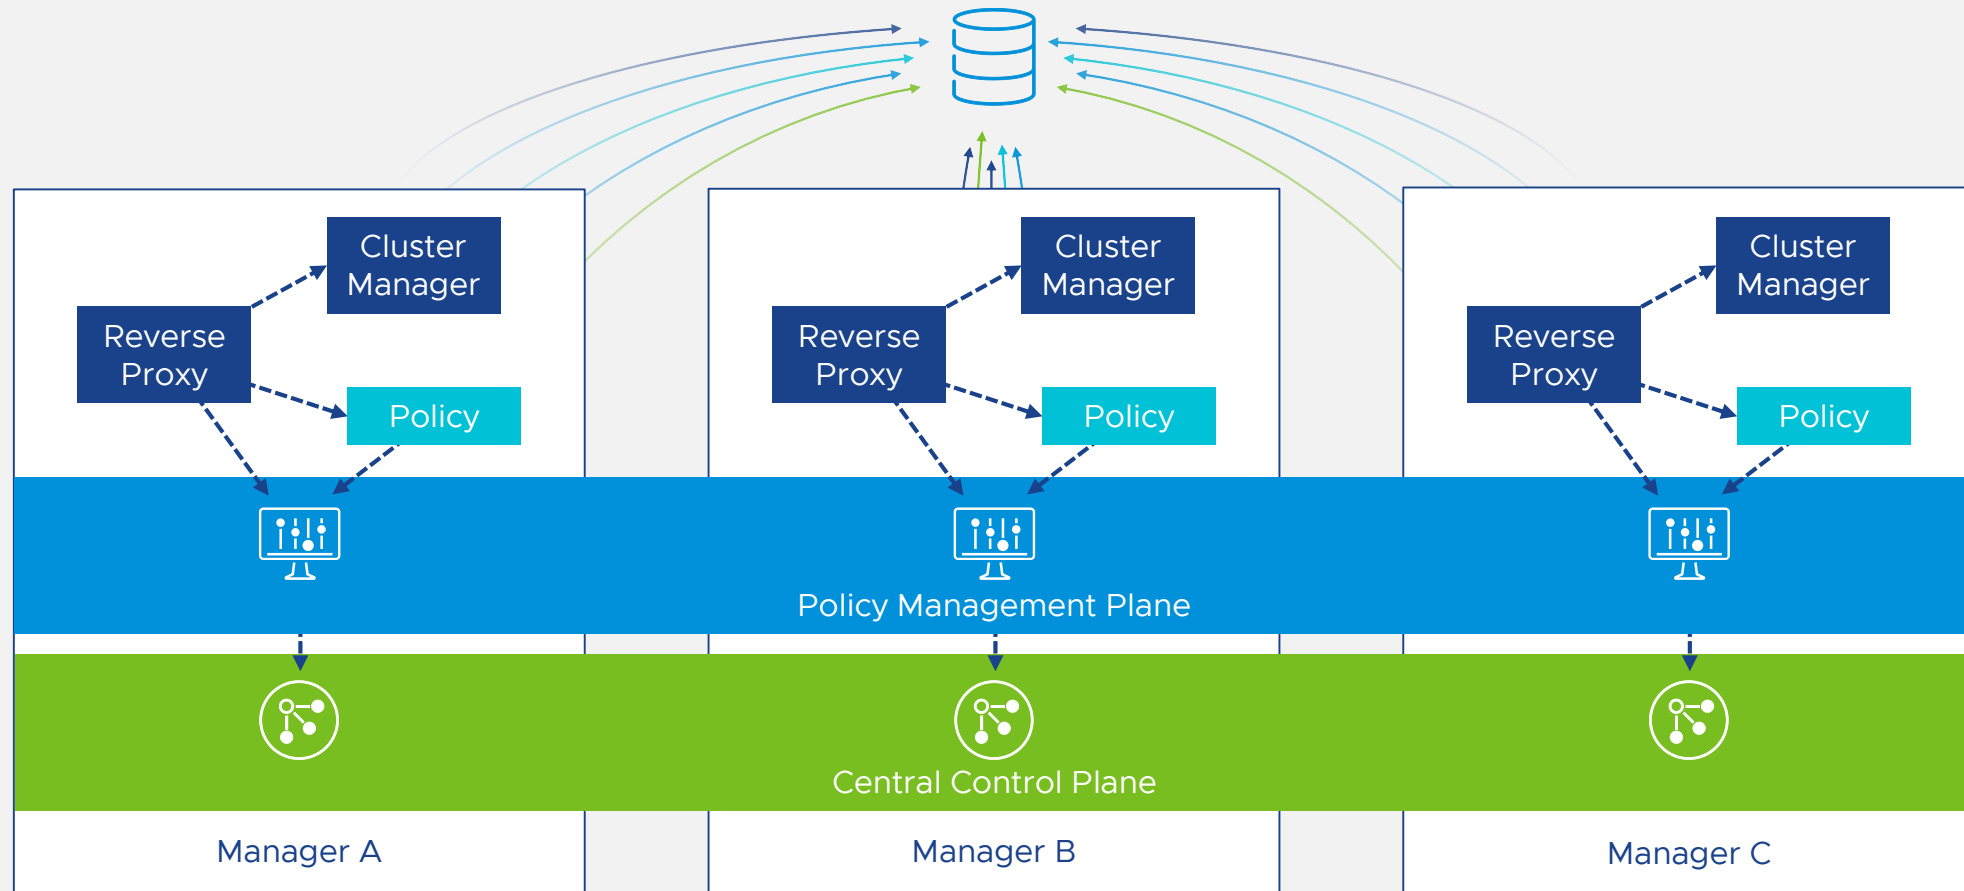 Cluster
Manager
Reverse
Proxy
Policy
Cluster
Manager
Reverse
Proxy
Policy
Cluster
Manager
Reverse
Proxy
Policy
Policy Management Plane
Central Control Plane
Manager A
Manager B
Manager C